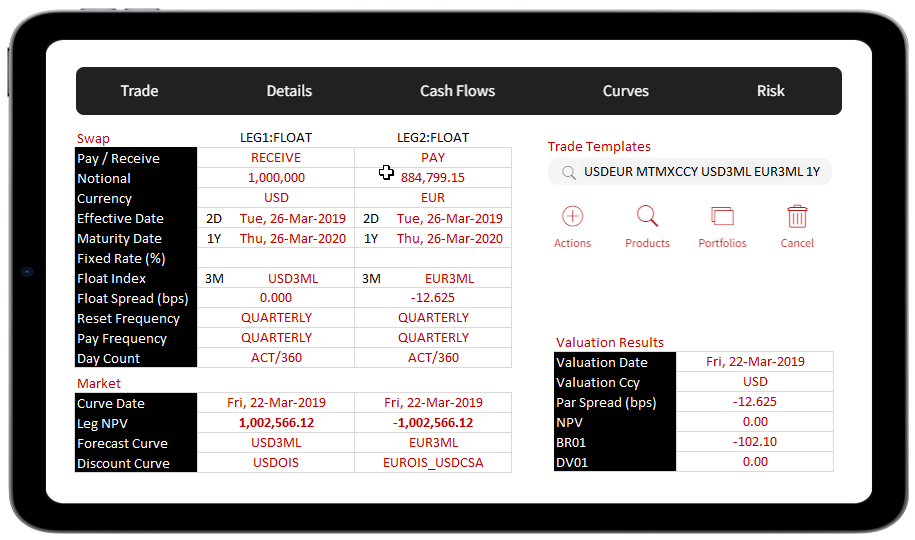 Trade Details Cash Flows Curves Risk
Swap LEG1:FLOAT LEG2:FLOAT
Pay / Receive RECEIVE PAY
Notional 1,000,000 884,799.15
Currency USD EUR
Effective Date 2D Tue, 26-Mar-2019 2D Tue, 26-Mar-2019
Maturity Date 1Y Thu, 26-Mar-2020 1Y Thu, 26-Mar-2020
Fixed Rate (%)
Float Index 3M USD3ML 3M EUR3ML
Float Spread (bps) 0.000 -12.625
Reset Frequency QUARTERLY QUARTERLY
Pay Frequency QUARTERLY QUARTERLY
Day Count ACT/360 ACT/360
Market
Curve Date Fri, 22-Mar-2019 Fri, 22-Mar-2019
Leg NPV 1,002,566.12 -1,002,566.12
Forecast Curve USD3ML EUR3ML
Discount Curve USDOIS EUROIS_USDCSA
Trade Templates
USDEUR MTMXCCY USD3ML EUR3ML 1Y
Actions Products Portfolios Cancel
Valuation Results
Valuation Date Fri, 22-Mar-2019
Valuation Ccy USD
Par Spread (bps) -12.625
NPV 0.00
BR01 -102.10
DV01 0.00